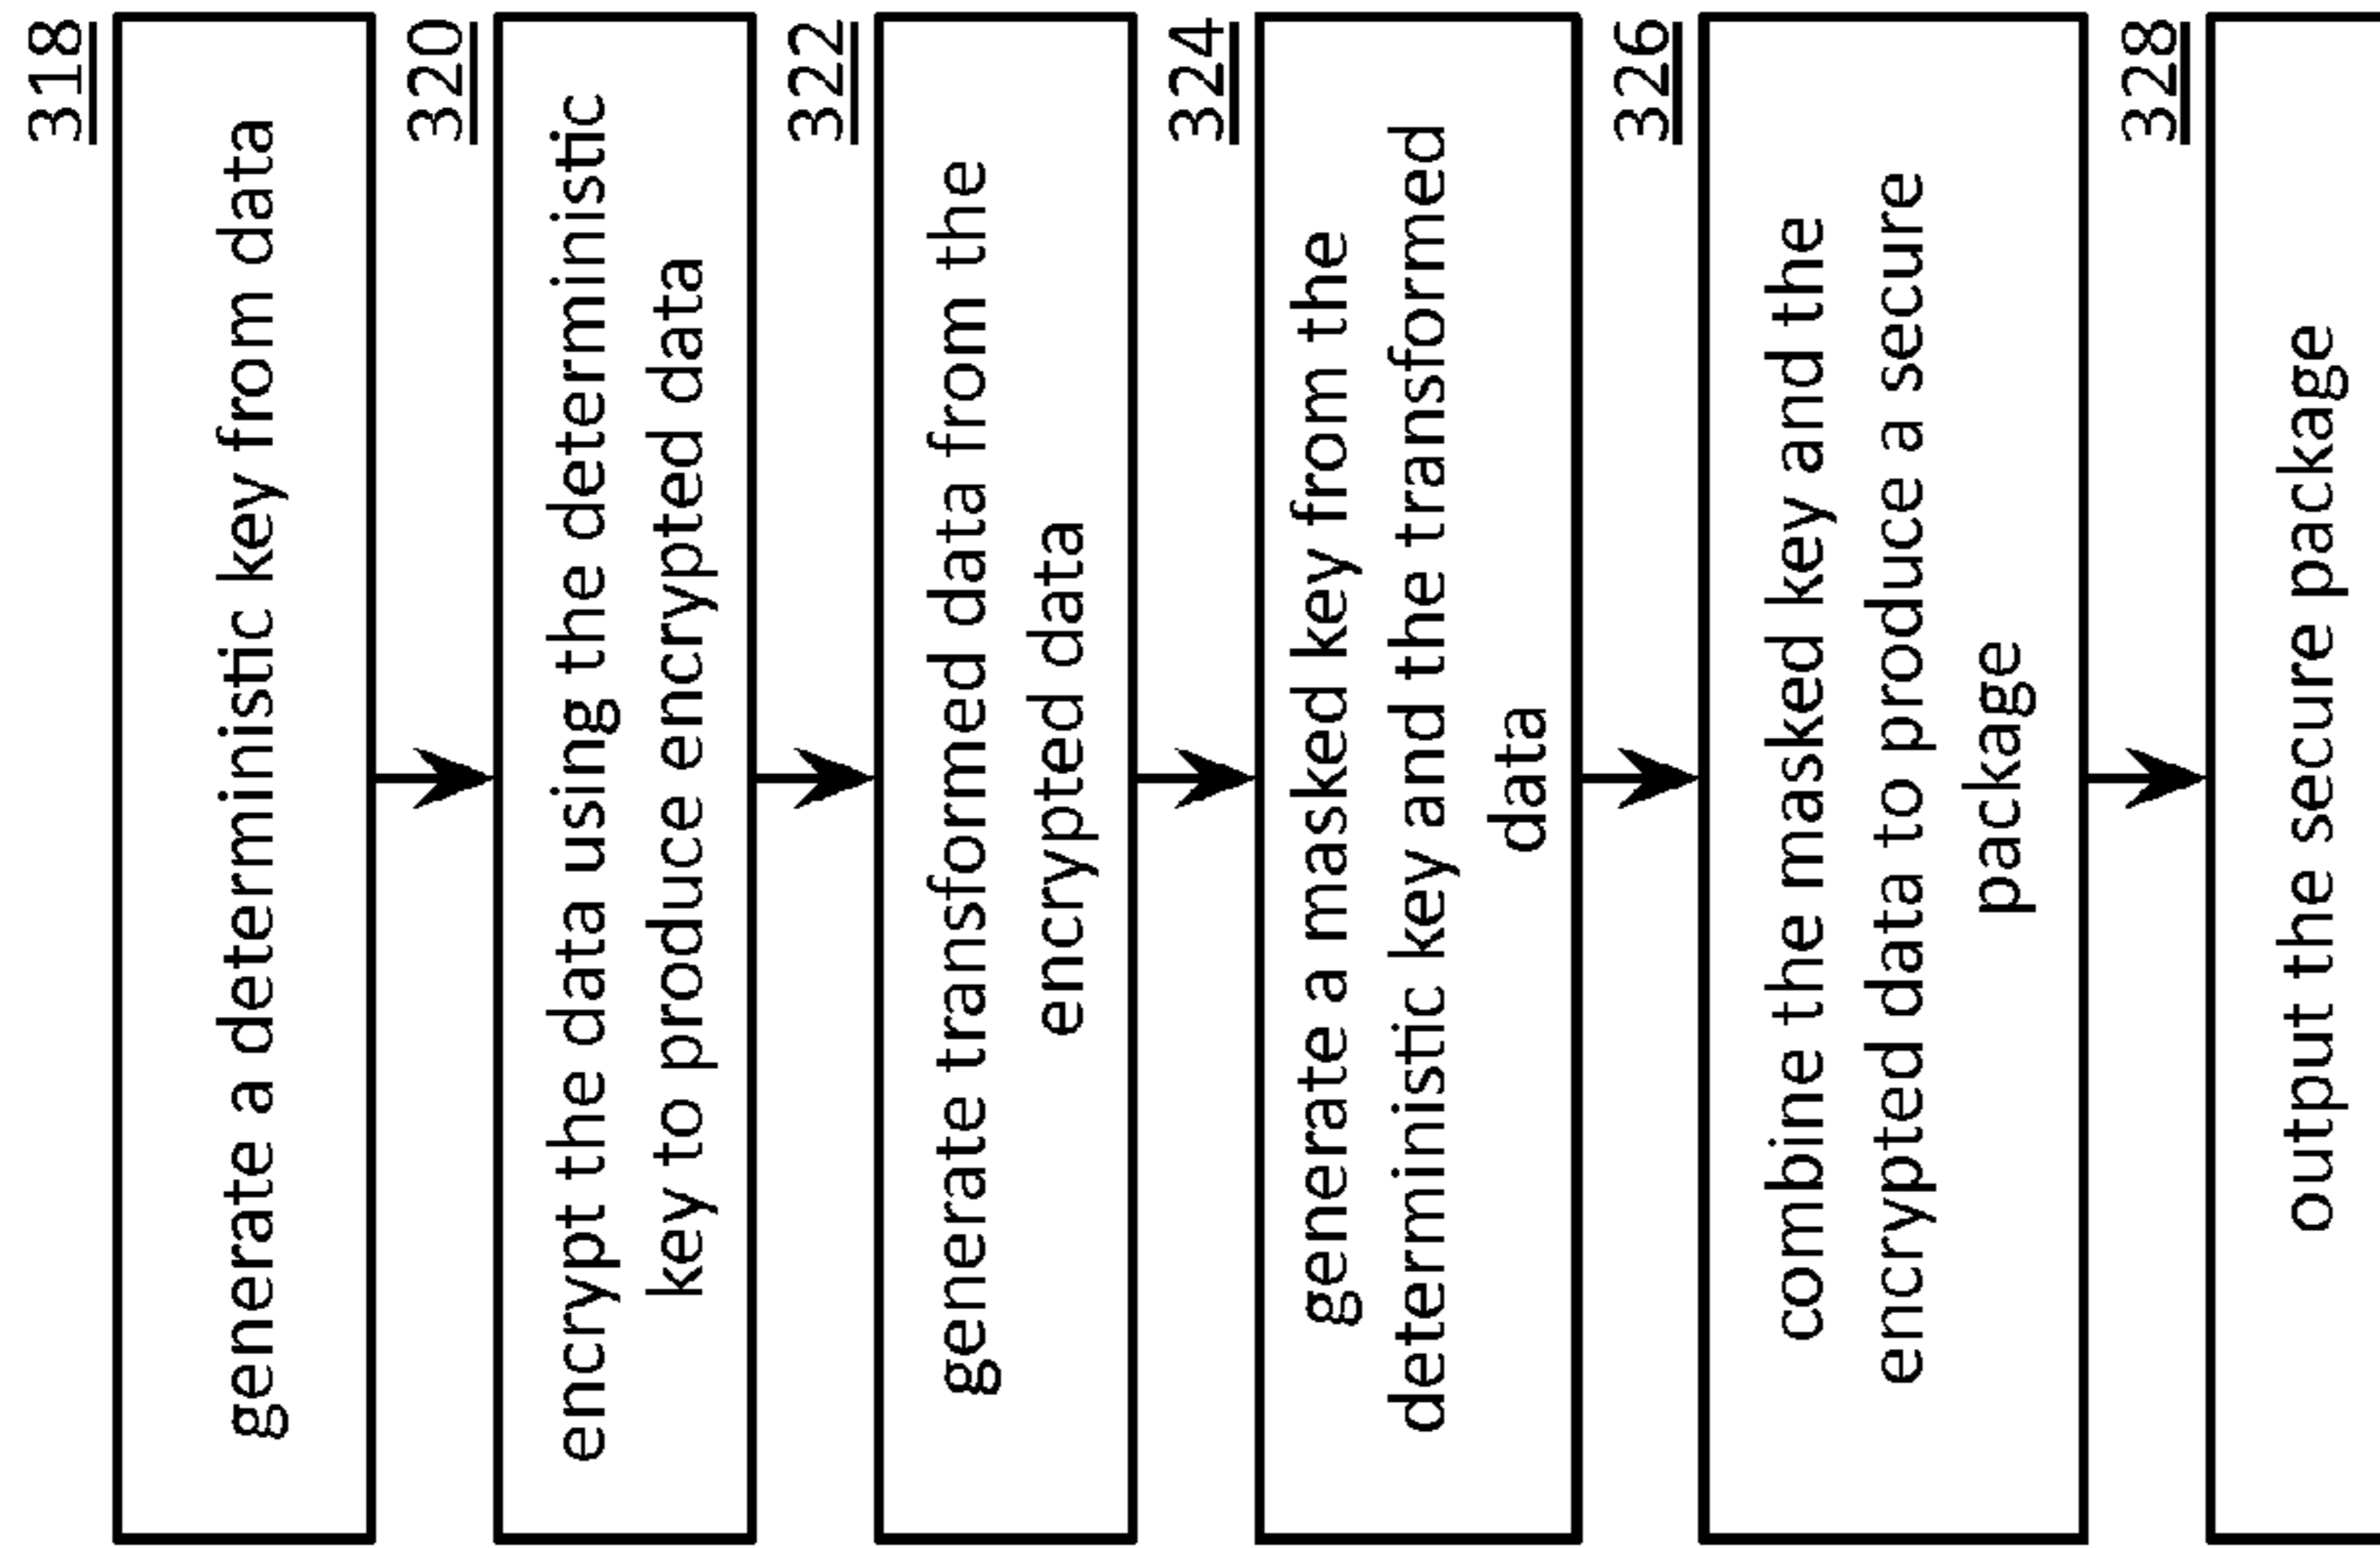 318
generate a deterministic key from data
320
encrypt the data using the deterministic
key to produce encrypted data
322
generate transformed data from the
encrypted data
324
generate a masked key from the
deterministic key and the transformed
data
326
combine the masked key and the
encrypted data to produce a secure
package
328
output the secure package